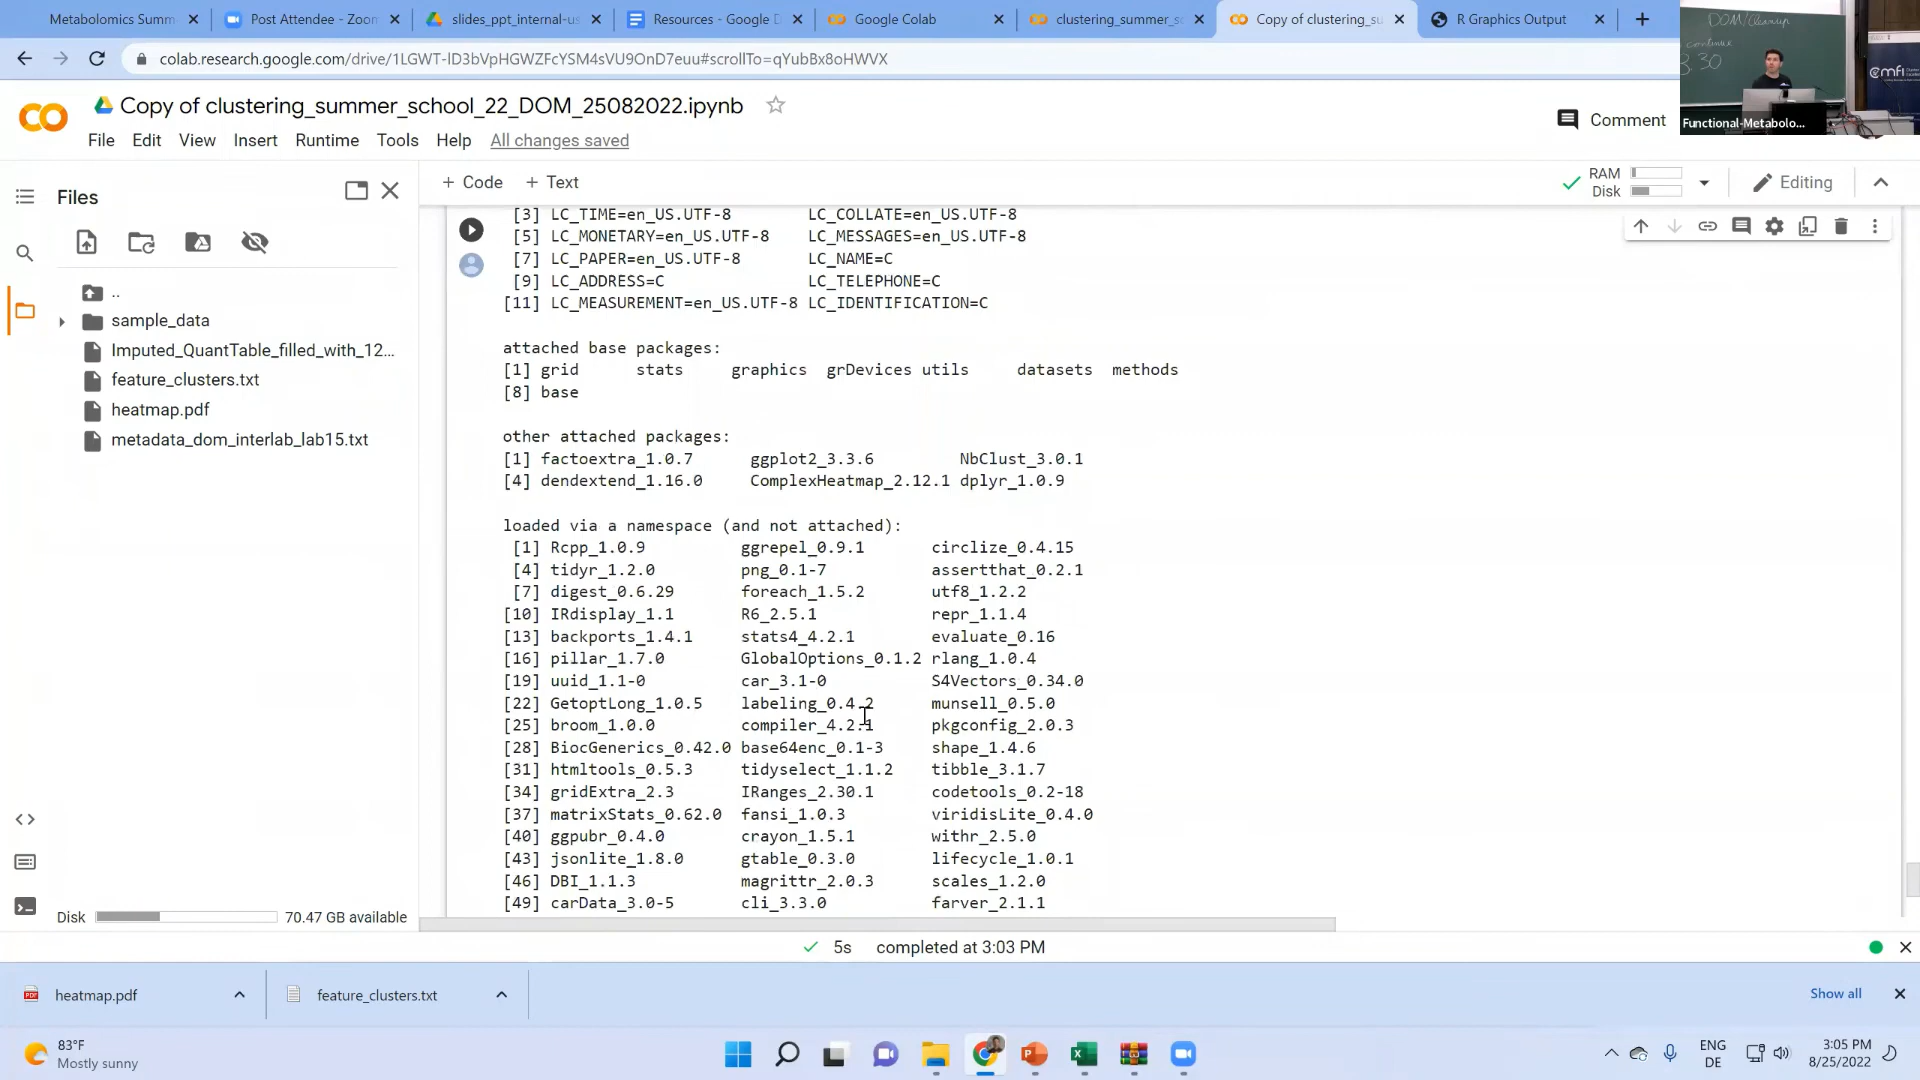 Metabolomics Summ
Post Attendee - Zoom
slides_ppt_internal-us
Resources - Google D
Google Colab
clustering_summer_s
Copy of clustering_su
R Graphics Output
colab.research.google.com/drive/1LGWT-lD3bVpHGWZFcYSM4sVU9OnD7euu#scrollTo=qYubBx8oHWVX
DOM/Cleanup
continue
3.30
cmfi
Functional-Metabolo...
Copy of clustering_summer_school_22_DOM_25082022.ipynb
Comment
File Edit View Insert Runtime Tools Help All changes saved
Files
+ Code + Text
RAM
Disk
Editing
..
sample_data
Imputed_QuantTable_filled_with_12...
feature_clusters.txt
heatmap.pdf
metadata_dom_interlab_lab15.txt
Disk 70.47 GB available
[3] LC_TIME=en_US.UTF-8 LC_COLLATE=en_US.UTF-8
[5] LC_MONETARY=en_US.UTF-8 LC_MESSAGES=en_US.UTF-8
[7] LC_PAPER=en_US.UTF-8 LC_NAME=C
[9] LC_ADDRESS=C LC_TELEPHONE=C
[11] LC_MEASUREMENT=en_US.UTF-8 LC_IDENTIFICATION=C
attached base packages:
[1] grid stats graphics grDevices utils datasets methods
[8] base
other attached packages:
[1] factoextra_1.0.7 ggplot2_3.3.6 NbClust_3.0.1
[4] dendextend_1.16.0 ComplexHeatmap_2.12.1 dplyr_1.0.9
loaded via a namespace (and not attached):
[1] Rcpp_1.0.9 ggrepel_0.9.1 circlize_0.4.15
[4] tidyr_1.2.0 png_0.1-7 assertthat_0.2.1
[7] digest_0.6.29 foreach_1.5.2 utf8_1.2.2
[10] IRdisplay_1.1 R6_2.5.1 repr_1.1.4
[13] backports_1.4.1 stats4_4.2.1 evaluate_0.16
[16] pillar_1.7.0 GlobalOptions_0.1.2 rlang_1.0.4
[19] uuid_1.1-0 car_3.1-0 S4Vectors_0.34.0
[22] GetoptLong_1.0.5 labeling_0.4.2 munsell_0.5.0
[25] broom_1.0.0 compiler_4.2.1 pkgconfig_2.0.3
[28] BiocGenerics_0.42.0 base64enc_0.1-3 shape_1.4.6
[31] htmltools_0.5.3 tidyselect_1.1.2 tibble_3.1.7
[34] gridExtra_2.3 IRanges_2.30.1 codetools_0.2-18
[37] matrixStats_0.62.0 fansi_1.0.3 viridisLite_0.4.0
[40] ggpubr_0.4.0 crayon_1.5.1 withr_2.5.0
[43] jsonlite_1.8.0 gtable_0.3.0 lifecycle_1.0.1
[46] DBI_1.1.3 magrittr_2.0.3 scales_1.2.0
[49] carData_3.0-5 cli_3.3.0 farver_2.1.1
5s completed at 3:03 PM
heatmap.pdf
feature_clusters.txt
Show all
83°F
Mostly sunny
ENG
DE
3:05 PM
8/25/2022